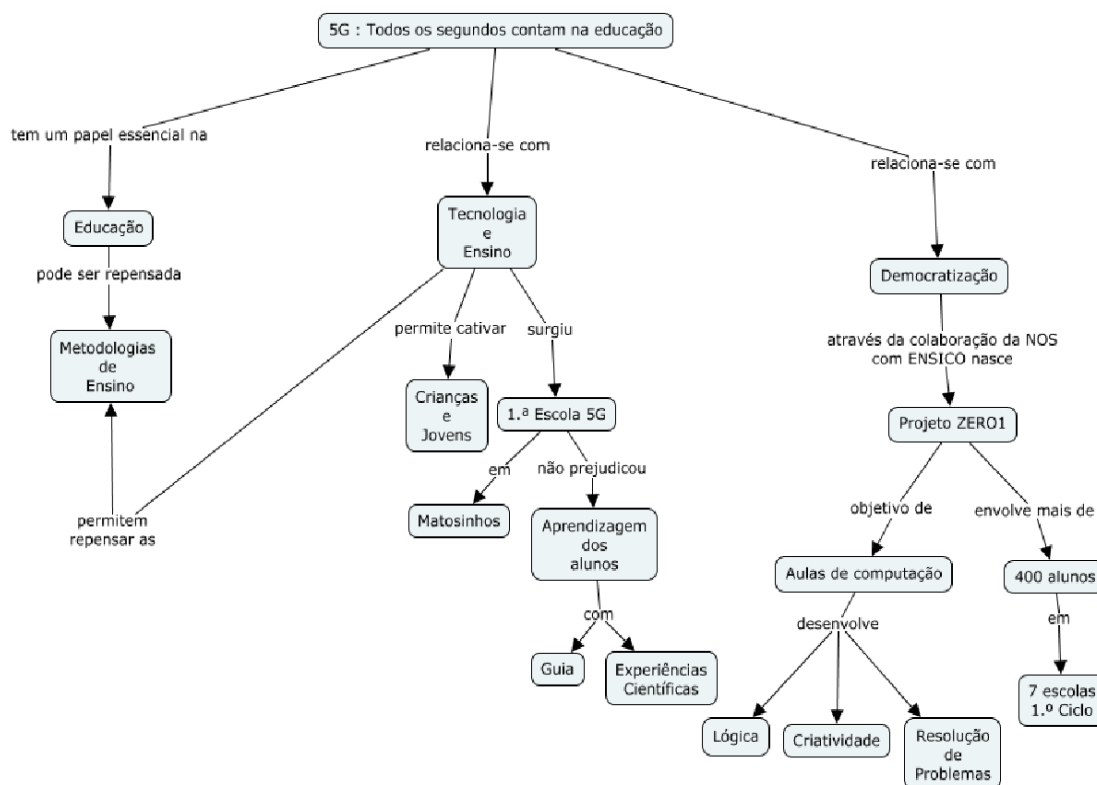 5G : Todos os segundos contam na educação
tem um papel essencial na
relaciona-se com
relaciona-se com
Educação
pode ser repensada
Metodologias
de
Ensino
Tecnologia
e
Ensino
permitem
repensar as
permite cativar
surgiu
Crianças
e
Jovens
1.ª Escola 5G
em
não prejudicou
Matosinhos
Aprendizagem
dos
alunos
com
Guia
Experiências
Científicas
Democratização
através da colaboração da NOS
com ENSICO nasce
Projeto ZERO1
objetivo de
envolve mais de
Aulas de computação
400 alunos
desenvolve
em
Lógica
Criatividade
Resolução
de
Problemas
7 escolas
1.º Ciclo